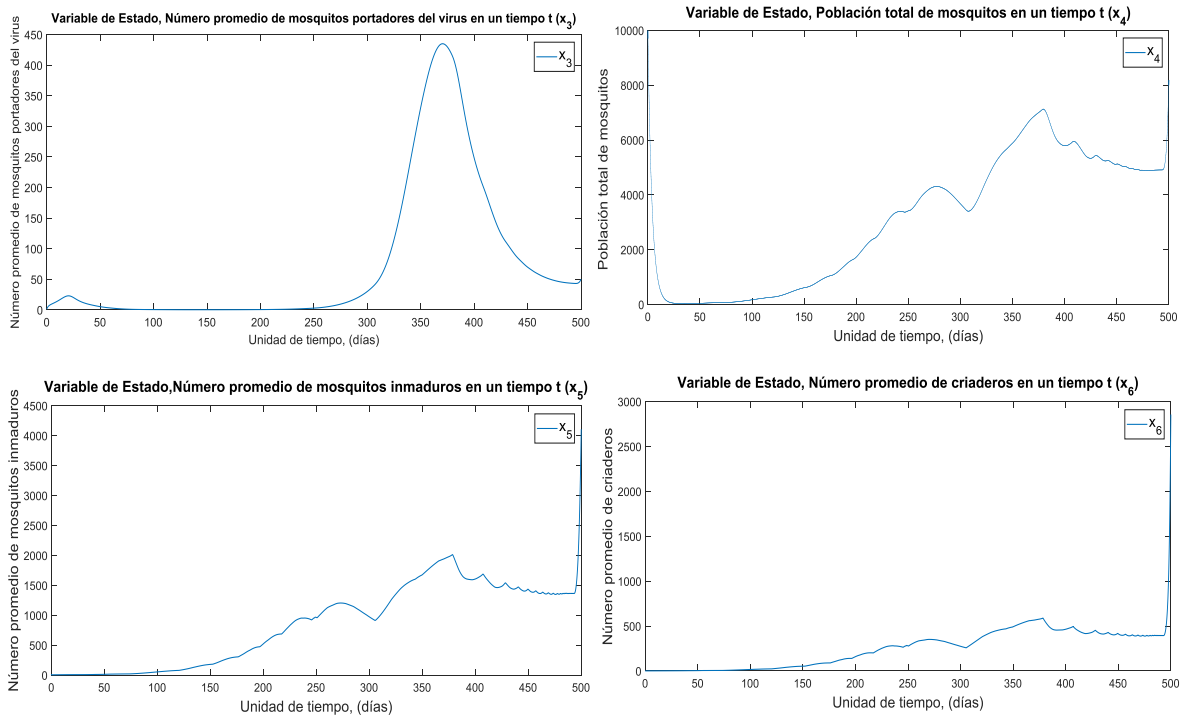 Variable de Estado, Número promedio de mosquitos portadores del virus en un tiempo t (x3)
Número promedio de mosquitos portadores del virus
450
400
350
300
250
200
150
100
50
0
x3
0 50 100 150 200 250 300 350 400 450 500
Unidad de tiempo, (días)
Variable de Estado, Población total de mosquitos en un tiempo t (x4)
Población total de mosquitos
10000
8000
6000
4000
2000
0
x4
0 50 100 150 200 250 300 350 400 450 500
Unidad de tiempo, (días)
Variable de Estado,Número promedio de mosquitos inmaduros en un tiempo t (x5)
Número promedio de mosquitos inmaduros
4500
4000
3500
3000
2500
2000
1500
1000
500
0
x5
0 50 100 150 200 250 300 350 400 450 500
Unidad de tiempo, (días)
Variable de Estado, Número promedio de criaderos en un tiempo t (x6)
Número promedio de criaderos
3000
2500
2000
1500
1000
500
0
x6
0 50 100 150 200 250 300 350 400 450 500
Unidad de tiempo, (días)